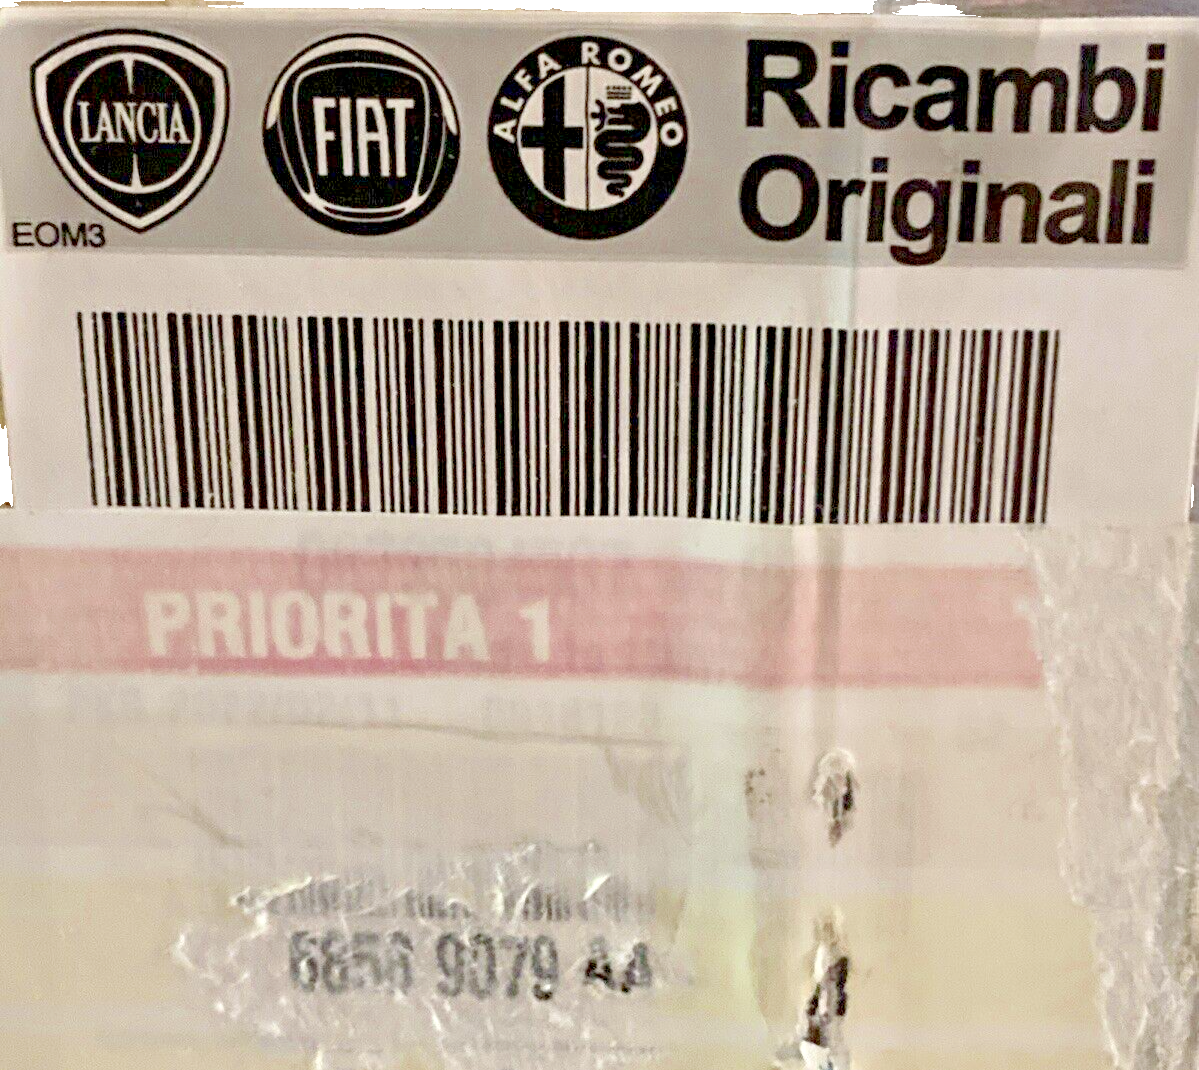 LANCIA
FIAT
ALFA ROMEO
Ricambi
Originali
EOM3
PRIORITA 1
6856 9079 AA